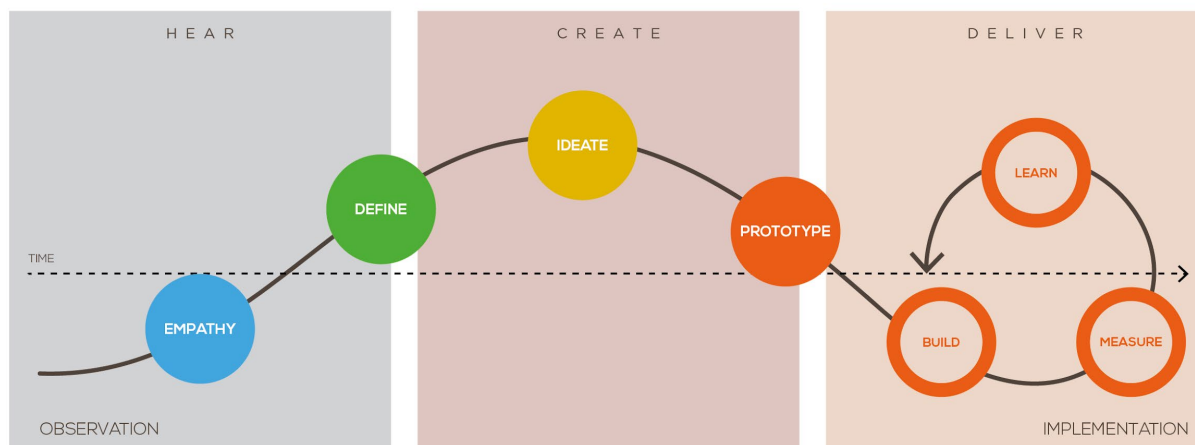 HEAR
CREATE
DELIVER
IDEATE
LEARN
DEFINE
PROTOTYPE
TIME
EMPATHY
BUILD
MEASURE
OBSERVATION
IMPLEMENTATION